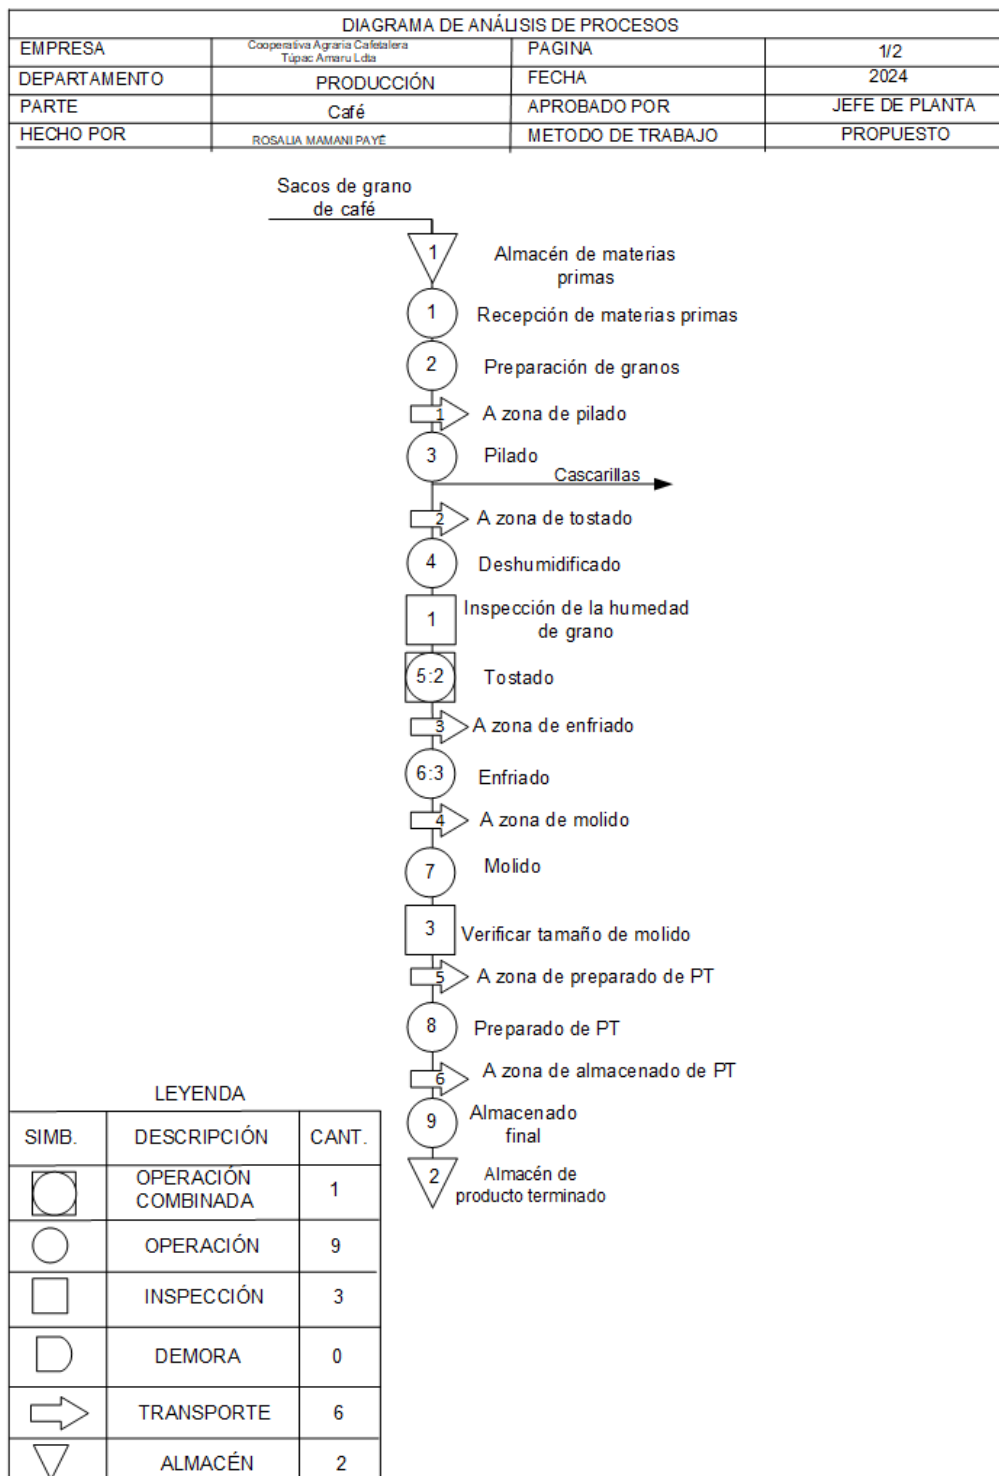 DIAGRAMA DE ANÁLISIS DE PROCESOS
EMPRESA
Cooperativa Agraria Cafetalera
Túpac Amaru Ldta
PAGINA
1/2
DEPARTAMENTO
PRODUCCIÓN
FECHA
2024
PARTE
Café
APROBADO POR
JEFE DE PLANTA
HECHO POR
ROSALIA MAMANI PAYÉ
METODO DE TRABAJO
PROPUESTO
Sacos de grano
de café
1
Almacén de materias
primas
1
Recepción de materias primas
2
Preparación de granos
1
A zona de pilado
3
Pilado
Cascarillas
2
A zona de tostado
4
Deshumidificado
1
Inspección de la humedad
de grano
5:2
Tostado
3
A zona de enfriado
6:3
Enfriado
4
A zona de molido
7
Molido
3
Verificar tamaño de molido
5
A zona de preparado de PT
8
Preparado de PT
6
A zona de almacenado de PT
9
Almacenado
final
2
Almacén de
producto terminado
LEYENDA
SIMB.
DESCRIPCIÓN
CANT.
OPERACIÓN
COMBINADA
1
OPERACIÓN
9
INSPECCIÓN
3
DEMORA
0
TRANSPORTE
6
ALMACÉN
2